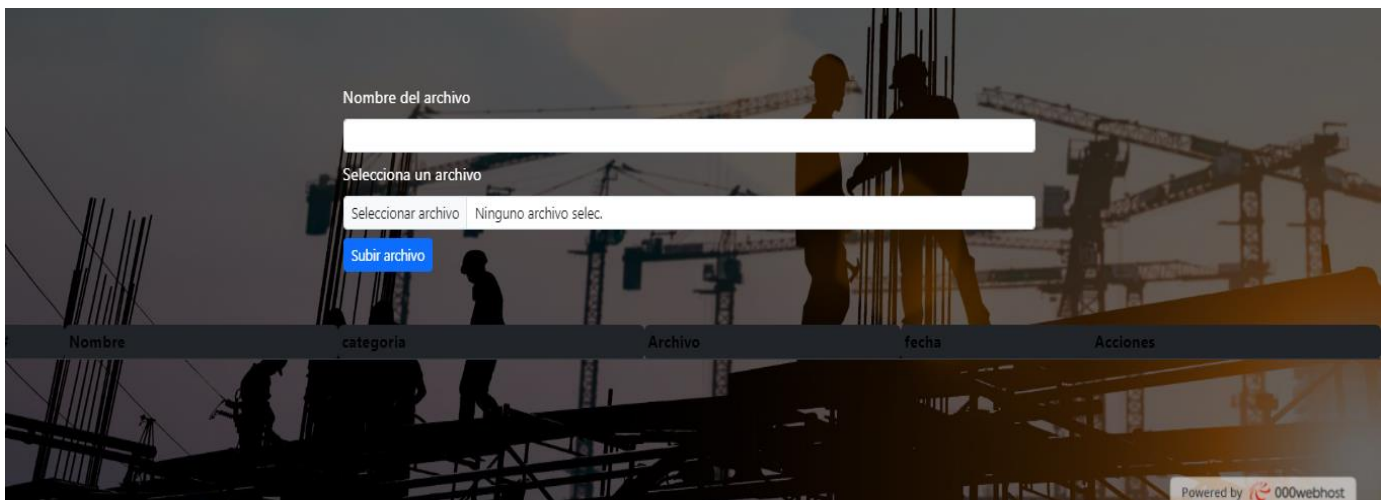 Nombre del archivo
Selecciona un archivo
Seleccionar archivo Ninguno archivo selec.
Subir archivo
Nombre categoria Archivo fecha Acciones
Powered by 000webhost